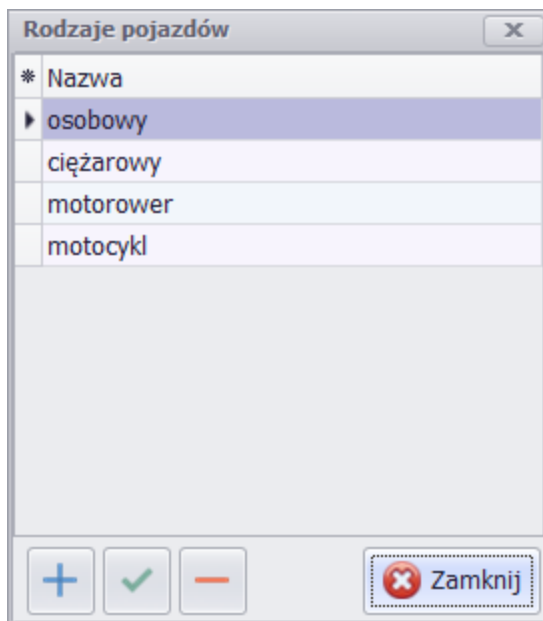 Rodzaje pojazdów
Nazwa
osobowy
ciężarowy
motorower
motocykl
Zamknij